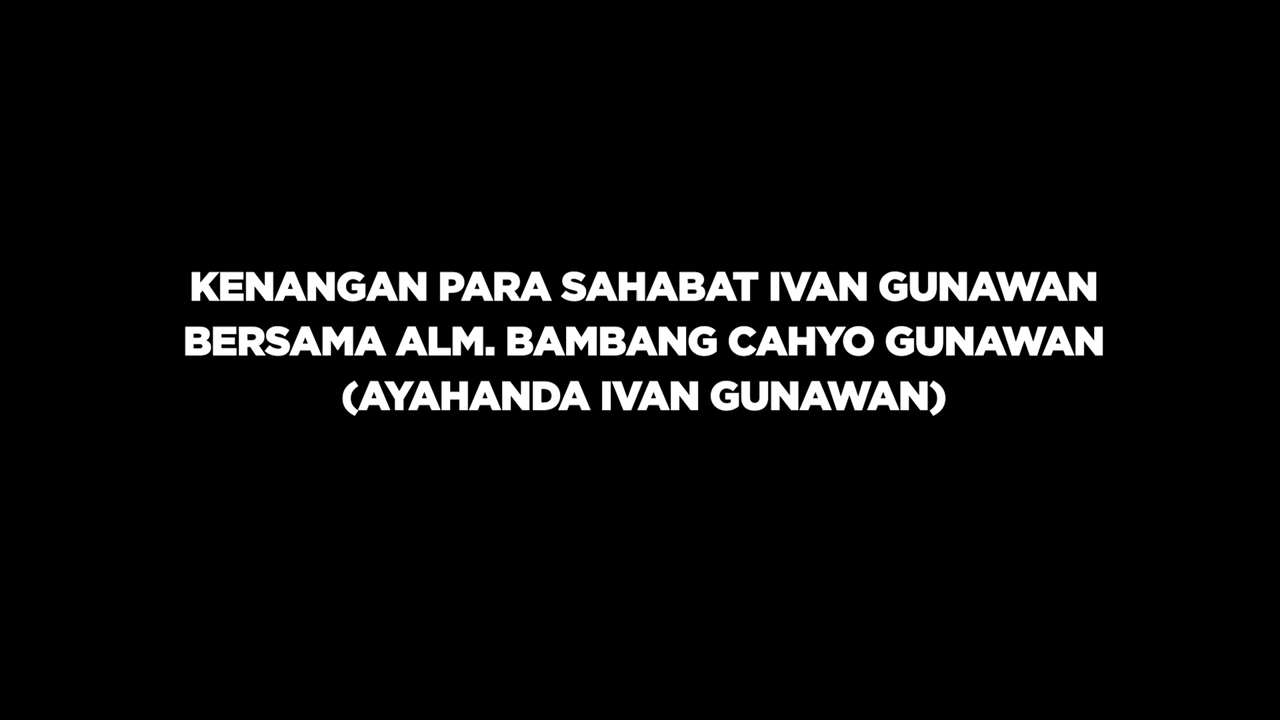 KENANGAN PARA SAHABAT IVAN GUNAWAN
BERSAMA ALM. BAMBANG CAHYO GUNAWAN
(AYAHANDA IVAN GUNAWAN)